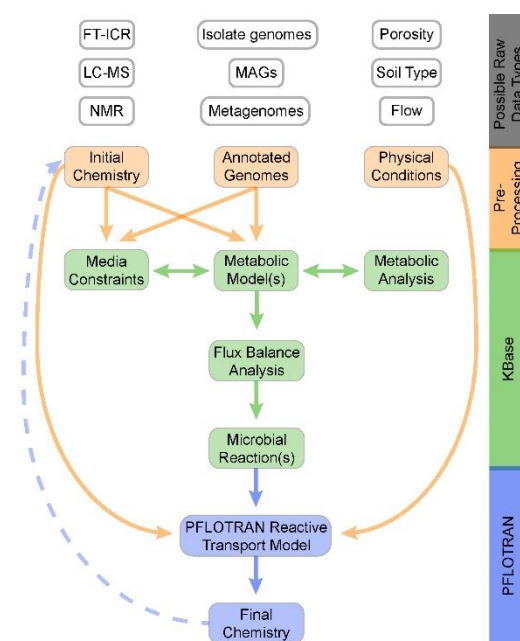 FT-ICR
Isolate genomes
Porosity
LC-MS
MAGs
Soil Type
NMR
Metagenomes
Flow
Possible Raw
Data Types
Initial
Chemistry
Annotated
Genomes
Physical
Conditions
Pre-
Processing
Media
Constraints
Metabolic
Model(s)
Metabolic
Analysis
Flux Balance
Analysis
Microbial
Reaction(s)
KBase
PFLOTRAN Reactive
Transport Model
Final
Chemistry
PFLOTRAN